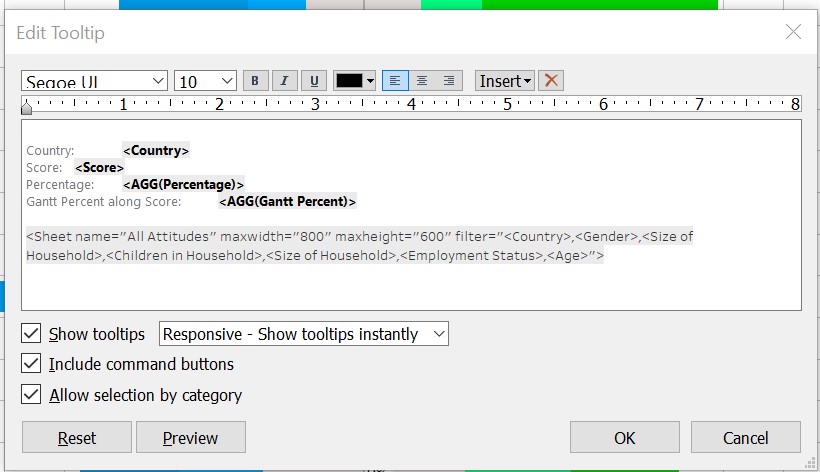 Edit Tooltip
Segoe UI 10 B I U Insert
1 2 3 4 5 6 7 8
Country: <Country>
Score: <Score>
Percentage: <AGG(Percentage)>
Gantt Percent along Score: <AGG(Gantt Percent)>
<Sheet name="All Attitudes" maxwidth="800" maxheight="600" filter="<Country>,<Gender>,<Size of
Household>,<Children in Household>,<Size of Household>,<Employment Status>,<Age>">
Show tooltips Responsive - Show tooltips instantly
Include command buttons
Allow selection by category
Reset Preview OK Cancel